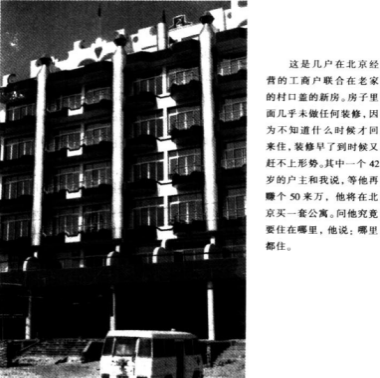 这是几户在北京经
营的工商户联合在老家
的村口盖的新房。房子里
面几乎未做任何装修,因
为不知道什么时候才回
来住,装修早了到时候又
赶不上形势。其中一个 42
岁的户主和我说,等他再
赚个 50 来万,他将在北
京买一套公寓。问他究竟
要住在哪里,他说:哪里
都住。